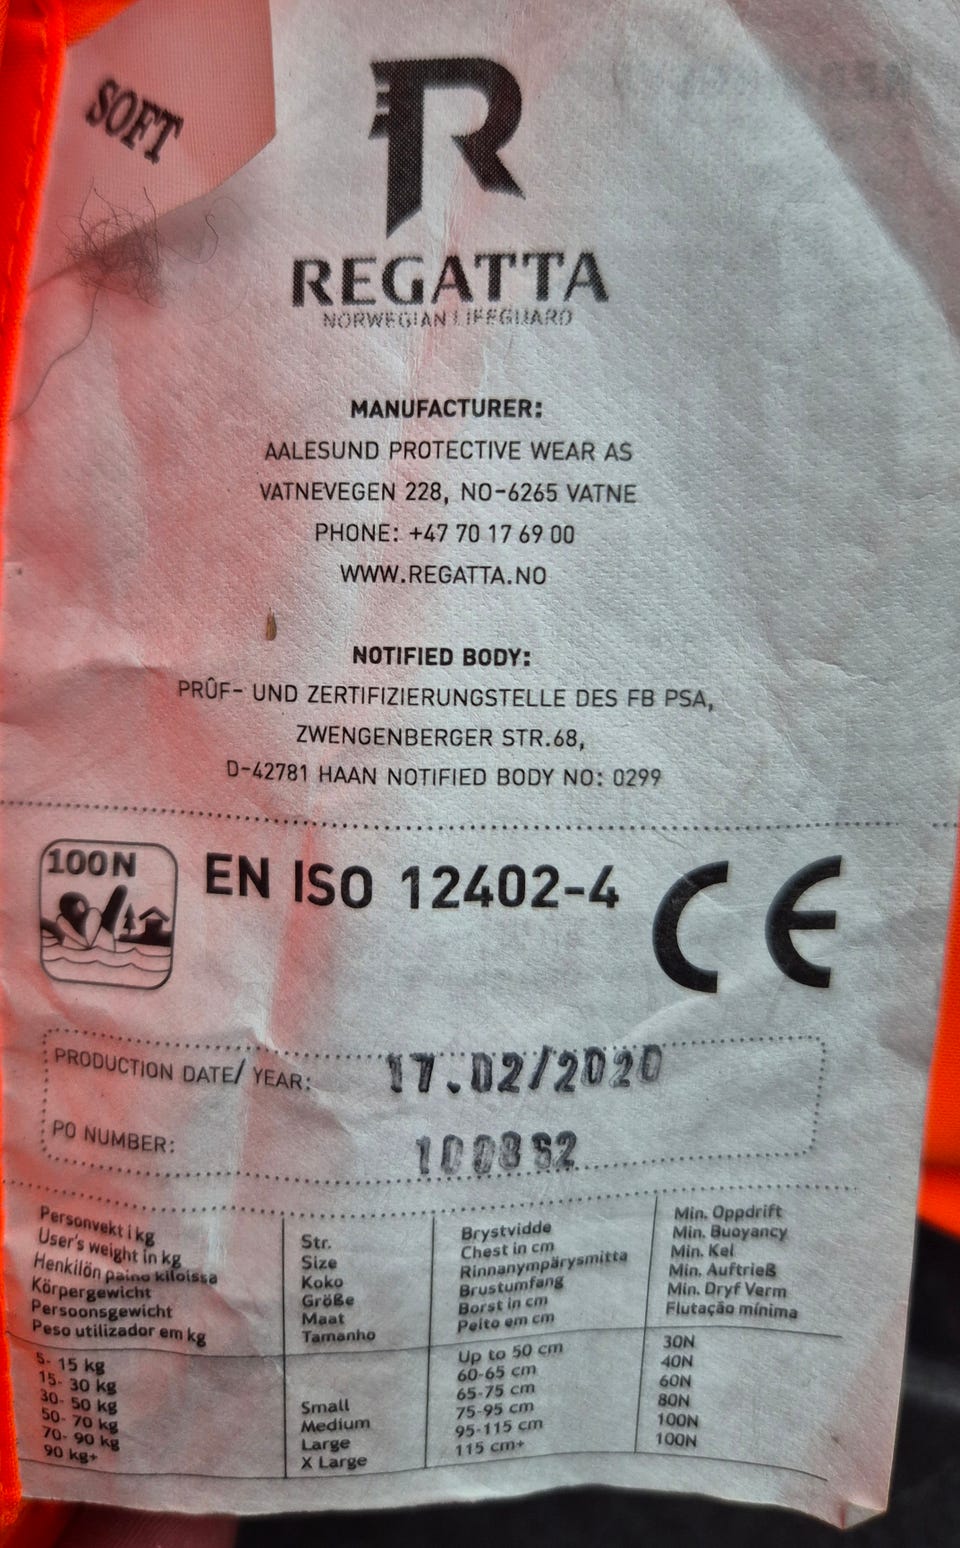 SOFT
REGATTA
NORWEGIAN LIFEGUARD
MANUFACTURER:
AALESUND PROTECTIVE WEAR AS
VATNEVEGEN 228, NO-6265 VATNE
PHONE: +47 70 17 69 00
WWW.REGATTA.NO
NOTIFIED BODY:
PRÛF- UND ZERTIFIZIERUNGSTELLE DES FB PSA,
ZWENGENBERGER STR.68,
D-42781 HAAN NOTIFIED BODY NO: 0299
100N
EN ISO 12402-4 CE
PRODUCTION DATE/ YEAR: 17.02/2020
PO NUMBER:
Personvekt i kg
User's weight in kg
Henkilön paino kiloissa
Körpergewicht
Persoonsgewicht
Peso utilizador em kg
Str.
Size
Koko
Größe
Maat
Tamanho
Brystvidde
Chest in cm
Rinnanympärysmitta
Brustumfang
Borst in cm
Peito em cm
Min. Oppdrift
Min. Buoyancy
Min. Kel
Min. Auftrieß
Min. Dryf Verm
Flutação mínima
5- 15 kg
15- 30 kg
30- 50 kg
50- 70 kg
70- 90 kg
90 kg+
Small
Medium
Large
X Large
Up to 50 cm
60-65 cm
65-75 cm
75-95 cm
95-115 cm
115 cm+
30N
40N
60N
80N
100N
100N